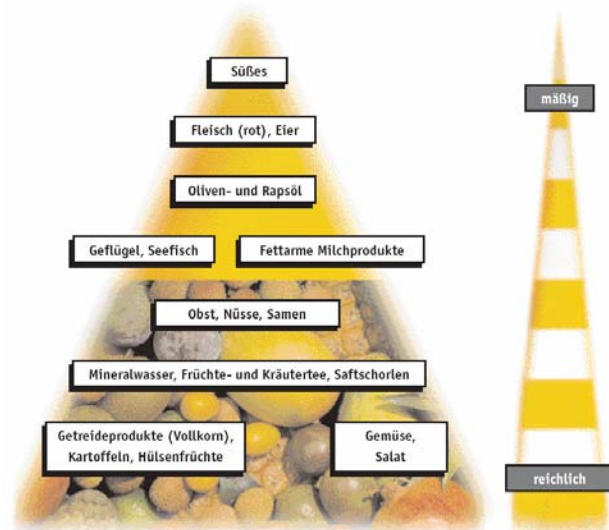 Süßes
mäßig
Fleisch (rot), Eier
Oliven- und Rapsöl
Geflügel, Seefisch
Fettarme Milchprodukte
Obst, Nüsse, Samen
Mineralwasser, Früchte- und Kräutertee, Saftschorlen
Getreideprodukte (Vollkorn),
Kartoffeln, Hülsenfrüchte
Gemüse,
Salat
reichlich